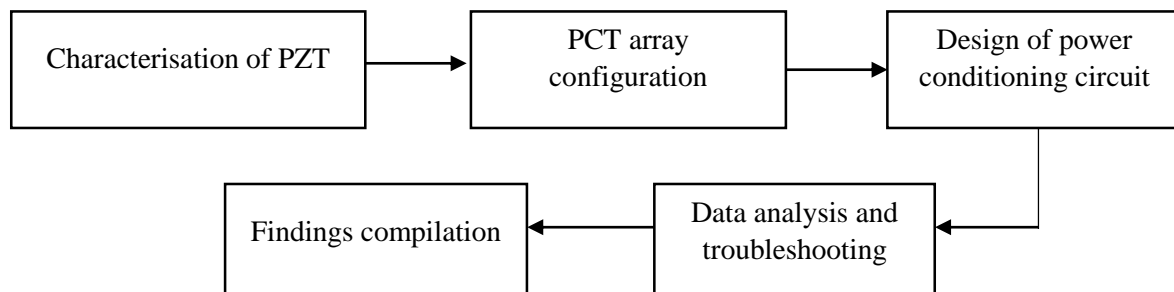 Characterisation of PZT
PCT array
configuration
Design of power
conditioning circuit
Data analysis and
troubleshooting
Findings compilation